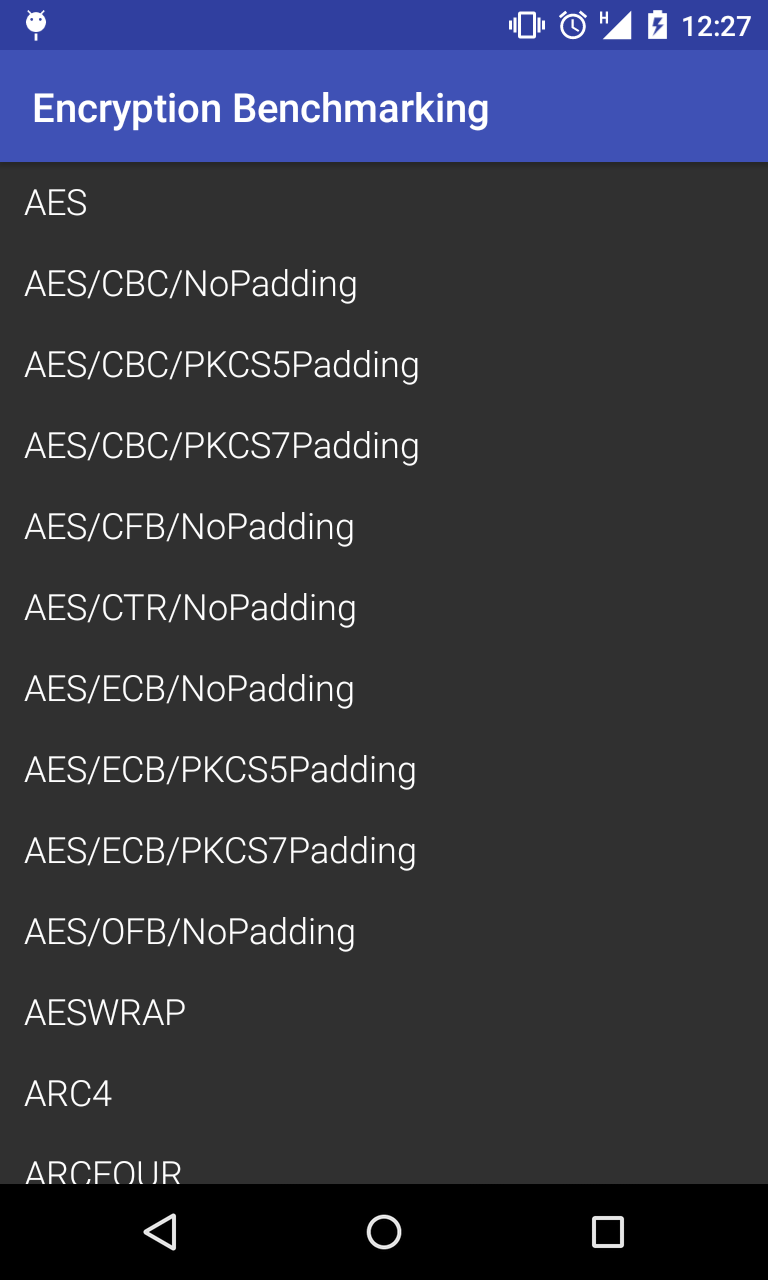 H 12:27
Encryption Benchmarking
AES
AES/CBC/NoPadding
AES/CBC/PKCS5Padding
AES/CBC/PKCS7Padding
AES/CFB/NoPadding
AES/CTR/NoPadding
AES/ECB/NoPadding
AES/ECB/PKCS5Padding
AES/ECB/PKCS7Padding
AES/OFB/NoPadding
AESWRAP
ARC4
ARCFOUR